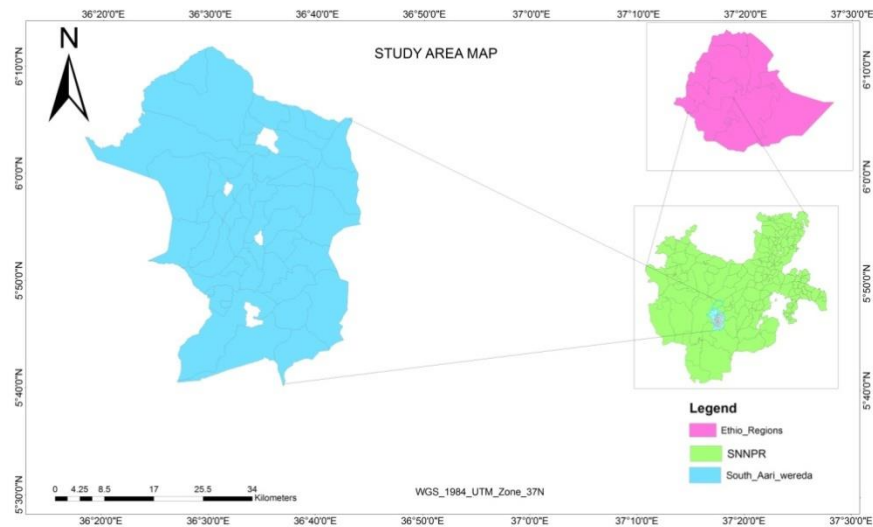 36°20'0"E 36°30'0"E 36°40'0"E 36°50'0"E 37°0'0"E 37°10'0"E 37°20'0"E 37°30'0"E
N
STUDY AREA MAP
6°10'0"N 6°10'0"N
6°0'0"N 6°0'0"N
5°50'0"N 5°50'0"N
5°40'0"N 5°40'0"N
5°30'0"N 5°30'0"N
Legend
Ethio_Regions
SNNPR
South_Aari_wereda
0 4.25 8.5 17 25.5 34
Kilometers
WGS_1984_UTM_Zone_37N
36°20'0"E 36°30'0"E 36°40'0"E 36°50'0"E 37°0'0"E 37°10'0"E 37°20'0"E 37°30'0"E